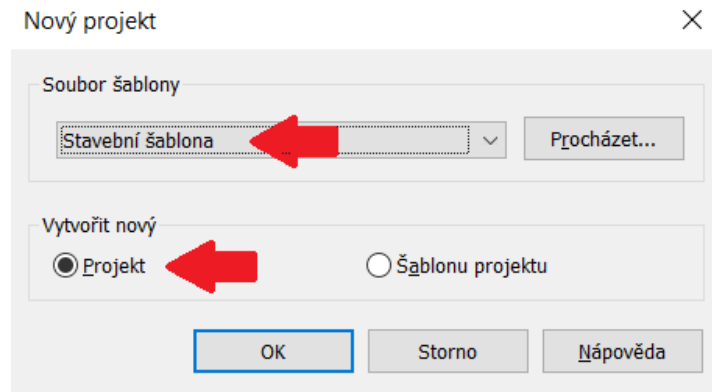 Nový projekt
Soubor šablony
Stavební šablona
Procházet...
Vytvořit nový
Projekt
Šablonu projektu
OK
Storno
Nápověda